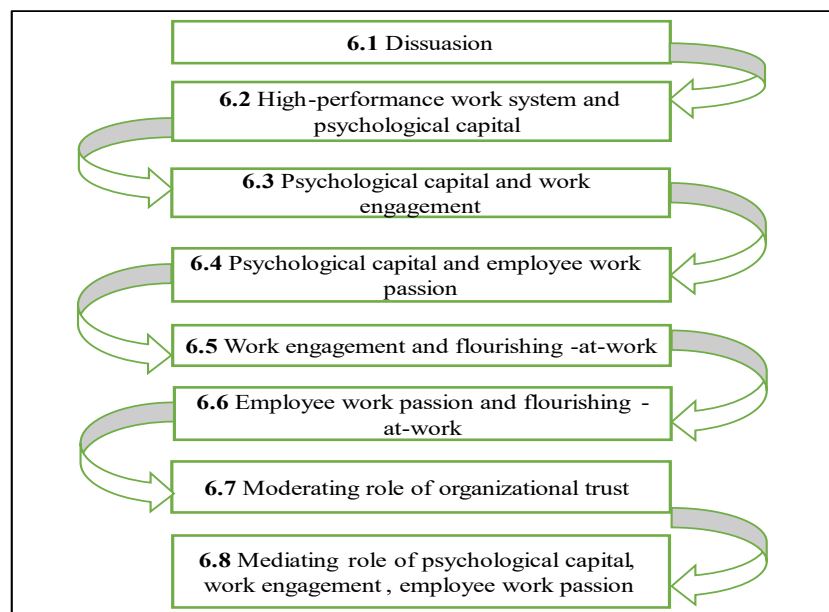 6.1 Dissuasion
6.2 High-performance work system and
psychological capital
6.3 Psychological capital and work
engagement
6.4 Psychological capital and employee work
passion
6.5 Work engagement and flourishing -at-work
6.6 Employee work passion and flourishing -
at-work
6.7 Moderating role of organizational trust
6.8 Mediating role of psychological capital,
work engagement , employee work passion